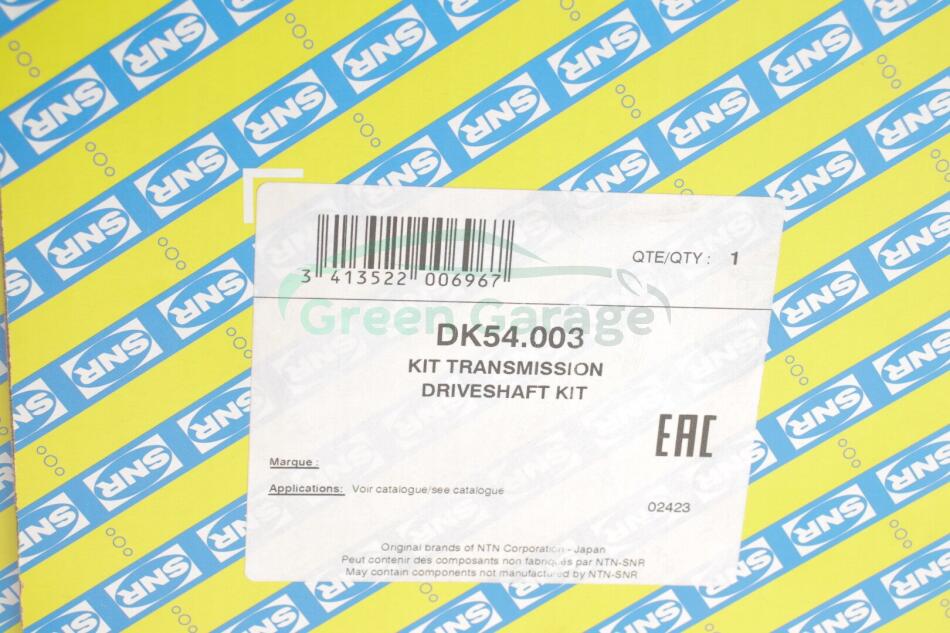 3 413522 006967
QTE/QTY : 1
Green Garage
DK54.003
KIT TRANSMISSION
DRIVESHAFT KIT
EAC
Marque :
Applications: Voir catalogue/see catalogue
02423
Original brands of NTN Corporation - Japan
Peut contenir des composants non fabriqués par NTN-SNR
May contain components not manufactured by NTN-SNR
SNR